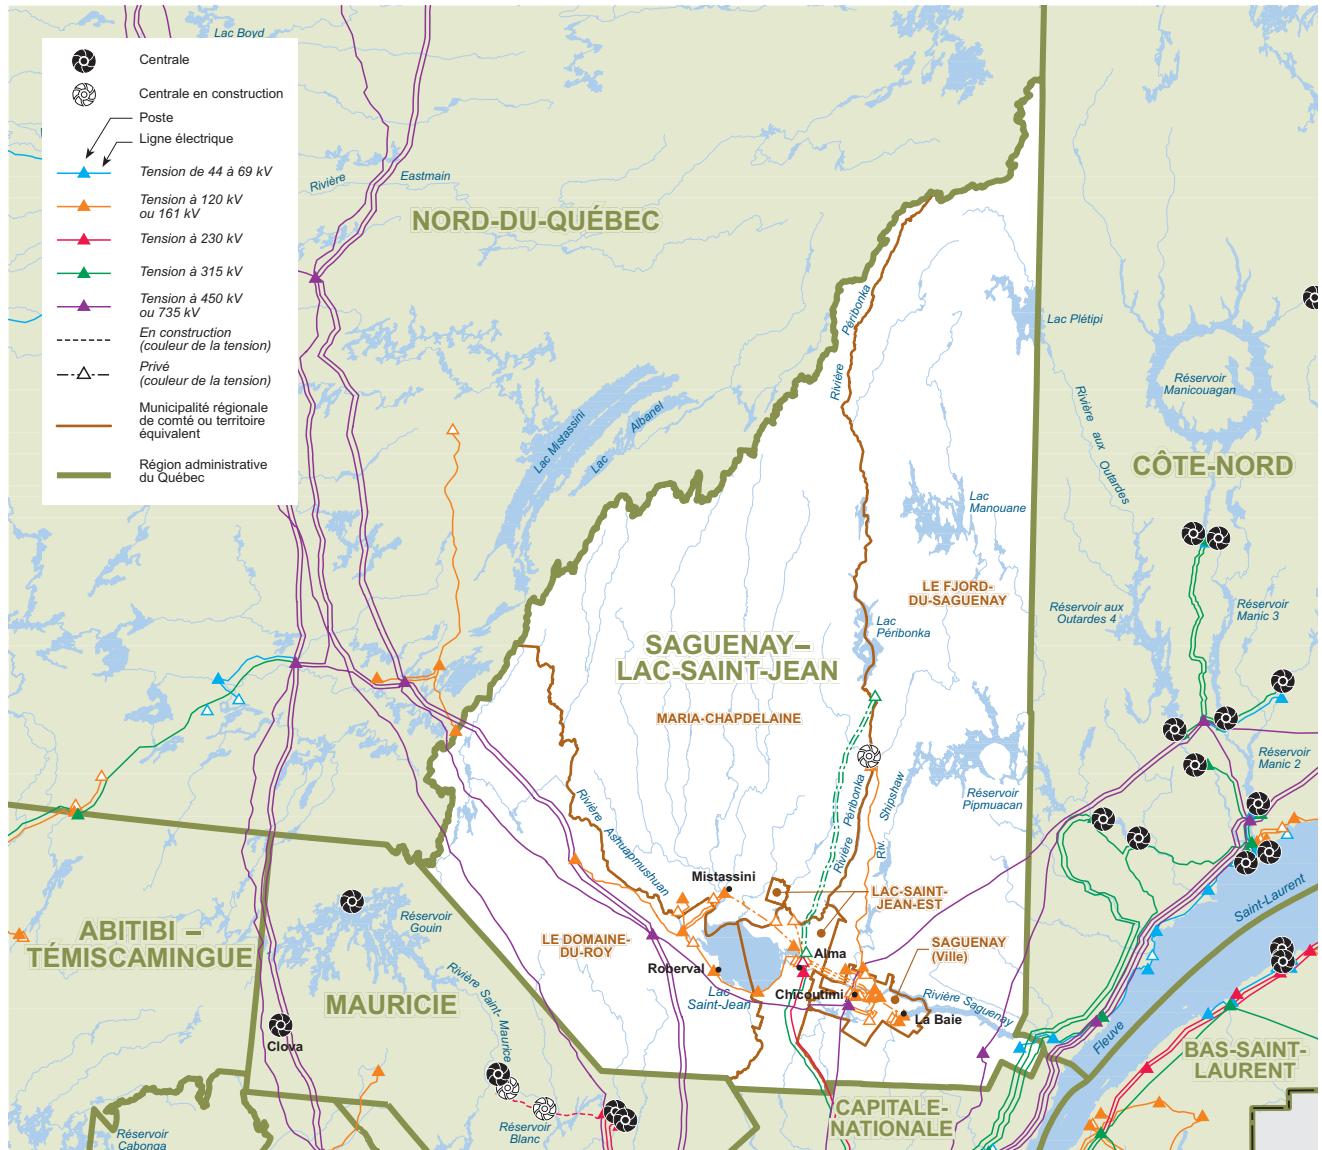 Lac Boyd
Centrale
Centrale en construction
Poste
Ligne électrique
Tension de 44 à 69 kV
Tension à 120 kV
ou 161 kV
Tension à 230 kV
Tension à 315 kV
Tension à 450 kV
ou 735 kV
En construction
(couleur de la tension)
Privé
(couleur de la tension)
Municipalité régionale
de comté ou territoire
équivalent
Région administrative
du Québec
Rivière
Eastmain
NORD-DU-QUÉBEC
Rivière
Péribonka
Lac Plétipi
Réservoir
Manicouagan
Rivière aux
Outardes
Lac Mistassini
Lac
Albanel
CÔTE-NORD
Lac
Manouane
LE FJORD-
DU-SAGUENAY
Réservoir aux
Outardes 4
Réservoir
Manic 3
Lac
Péribonka
SAGUENAY–
LAC-SAINT-JEAN
MARIA-CHAPDELAINE
Réservoir
Manic 2
Réservoir
Pipmuacan
Rivière Péribonka
Riv. Shipshaw
Rivière Ashuapmushuan
Mistassini
LAC-SAINT-
JEAN-EST
Saint-Laurent
Réservoir
Gouin
ABITIBI –
TÉMISCAMINGUE
LE DOMAINE-
DU-ROY
SAGUENAY
(Ville)
Alma
Roberval
Lac
Saint-Jean
Chicoutimi
Rivière Saguenay
La Baie
MAURICIE
Rivière Saint- Maurice
Clova
Fleuve
BAS-SAINT-
LAURENT
CAPITALE-
NATIONALE
Réservoir
Blanc
Réservoir
Cabonga